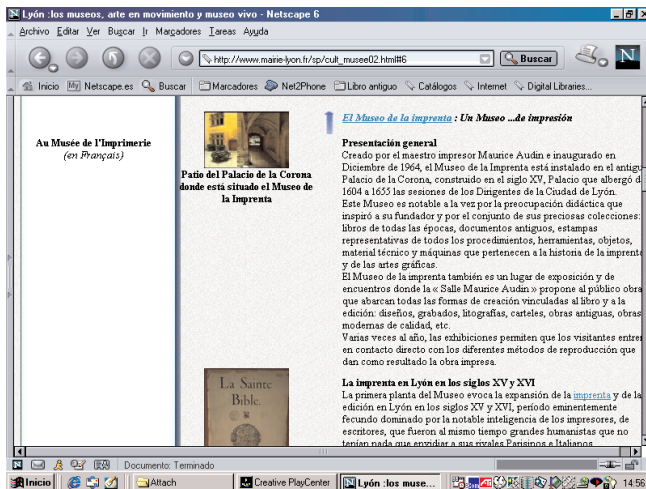 Lyón :los museos, arte en movimiento y museo vivo - Netscape 6
Archivo Editar Ver Buscar Ir Marcadores Tareas Ayuda
http://www.mairie-lyon.fr/sp/cult_musee02.html#6
Buscar
N
Inicio My Netscape.es Buscar Marcadores Net2Phone Libro antiguo Catálogos Internet Digital Libraries...
Au Musée de l'Imprimerie
(en Français)
Patio del Palacio de la Corona
donde está situado el Museo de
la Imprenta
La Sainte
Bible.
El Museo de la imprenta : Un Museo ...de impresión
Presentación general
Creado por el maestro impresor Maurice Audin e inaugurado en
Diciembre de 1964, el Museo de la Imprenta está instalado en el antigu
Palacio de la Corona, construido en el siglo XV, Palacio que albergó d
1604 a 1655 las sesiones de los Dirigentes de la Ciudad de Lyón.
Este Museo es notable a la vez por la preocupación didáctica que
inspiró a su fundador y por el conjunto de sus preciosas colecciones:
libros de todas las épocas, documentos antiguos, estampas
representativas de todos los procedimientos, herramientas, objetos,
material técnico y máquinas que pertenecen a la historia de la imprenta
y de las artes gráficas.
El Museo de la imprenta también es un lugar de exposición y de
encuentros donde la « Salle Maurice Audin » propone al público obra
que abarcan todas las formas de creación vinculadas al libro y a la
edición: diseños, grabados, litografías, carteles, obras antiguas, obras
modernas de calidad, etc.
Varias veces al año, las exhibiciones permiten que los visitantes entren
en contacto directo con los diferentes métodos de reproducción que
dan como resultado la obra impresa.
La imprenta en Lyón en los siglos XV y XVI
La primera planta del Museo evoca la expansión de la imprenta y de la
edición en Lyón en los siglos XV y XVI, período eminentemente
fecundo dominado por la notable inteligencia de los impresores, de
escritores, que fueron al mismo tiempo grandes humanistas que no
tenían nada que envidiar a sus rivales Parisinos e Italianos
Documento: Terminado
Inicio Attach Creative PlayCenter Lyón :los muse... 14:56